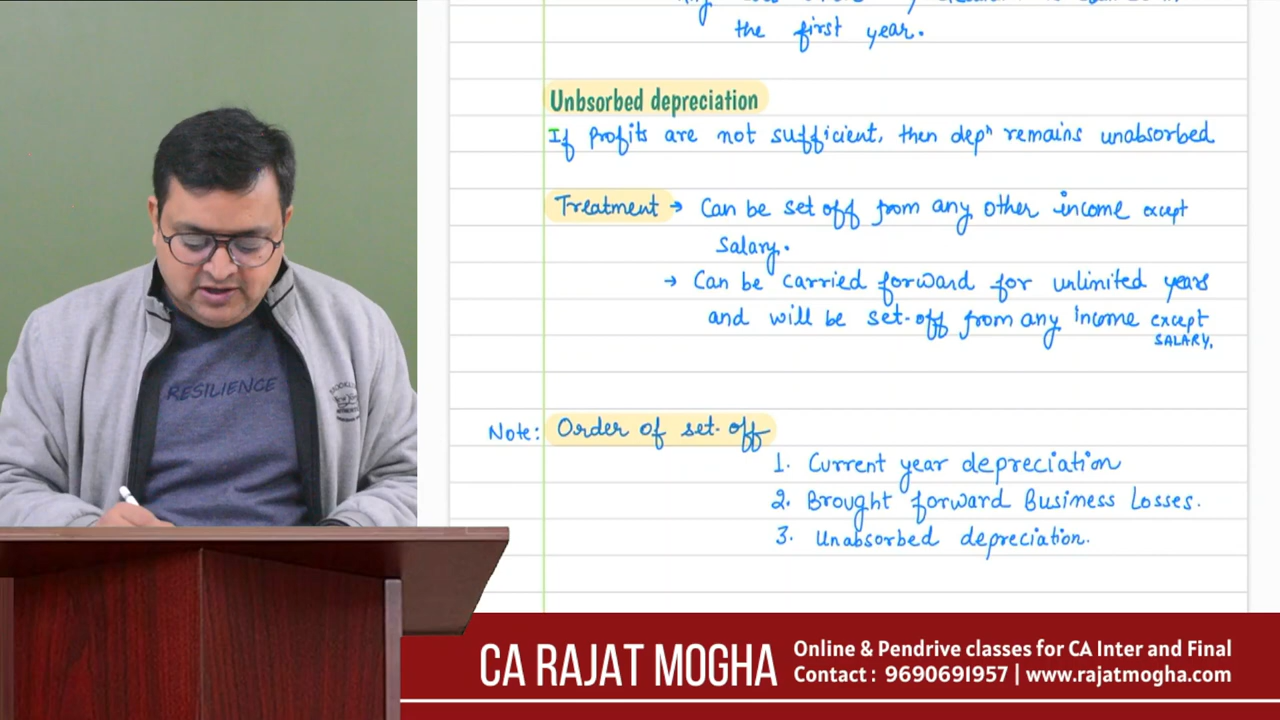 the first year.
Unbsorbed depreciation
If profits are not sufficient, then depⁿ remains unabsorbed
Treatment → Can be set off from any other income except
Salary.
→ Can be carried forward for unlimited years
and will be set-off from any Income except
SALARY.
Note: Order of set-off
1. Current year depreciation
2. Brought forward Business Losses.
3. Unabsorbed depreciation.
RESILIENCE
CA RAJAT MOGHA
Online & Pendrive classes for CA Inter and Final
Contact : 9690691957 | www.rajatmogha.com